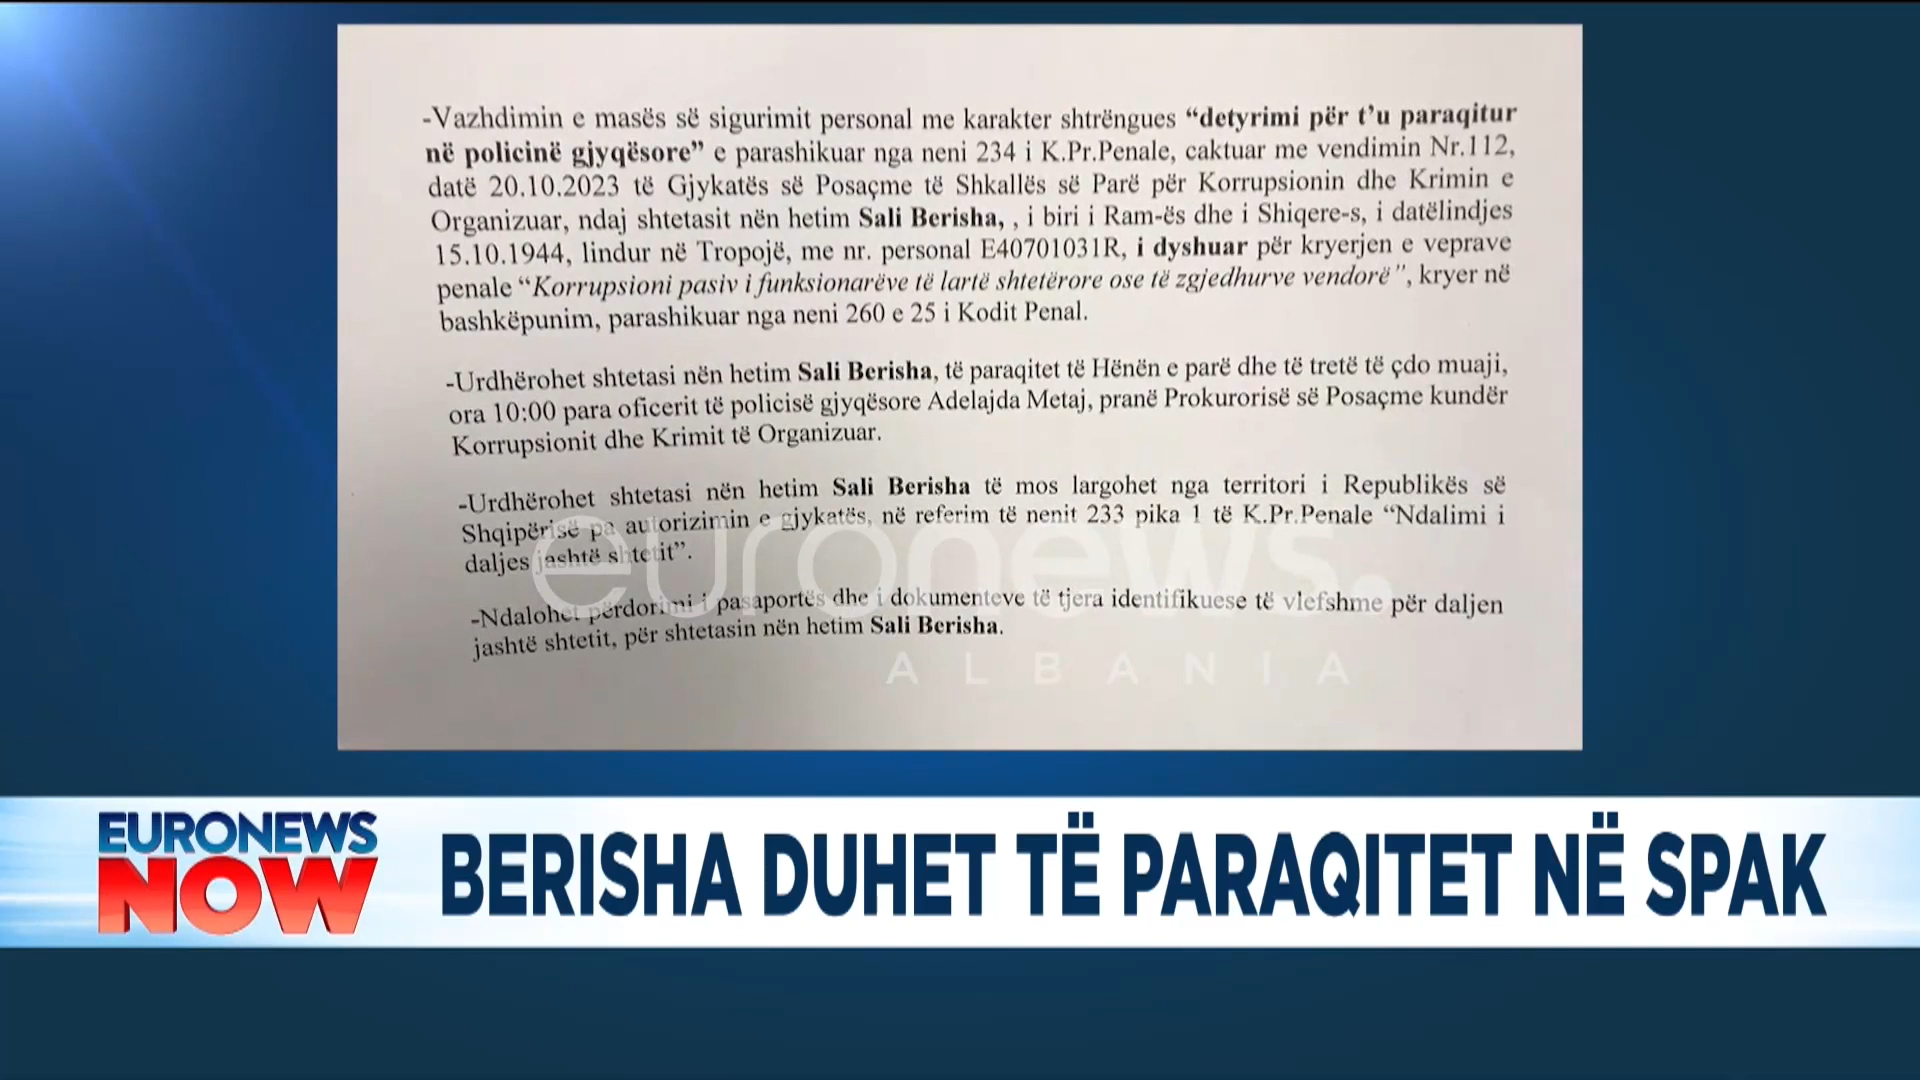 -Vazhdimin e masës së sigurimit personal me karakter shtrëngues “detyrimi për t’u paraqitur
në policinë gjyqësore” e parashikuar nga neni 234 i K.Pr.Penale, caktuar me vendimin Nr.112,
datë 20.10.2023 të Gjykatës së Posaçme të Shkallës së Parë për Korrupsionin dhe Krimin e
Organizuar, ndaj shtetasit nën hetim Sali Berisha, , i biri i Ram-ës dhe i Shiqere-s, i datëlindjes
15.10.1944, lindur në Tropojë, me nr. personal E40701031R, i dyshuar për kryerjen e veprave
penale “Korrupsioni pasiv i funksionarëve të lartë shtetërore ose të zgjedhurve vendorë”, kryer në
bashkëpunim, parashikuar nga neni 260 e 25 i Kodit Penal.
-Urdhërohet shtetasi nën hetim Sali Berisha, të paraqitet të Hënën e parë dhe të tretë të çdo muaji,
ora 10:00 para oficerit të policisë gjyqësore Adelajda Metaj, pranë Prokurorisë së Posaçme kundër
Korrupsionit dhe Krimit të Organizuar.
-Urdhërohet shtetasi nën hetim Sali Berisha të mos largohet nga territori i Republikës së
Shqipërisë pa autorizimin e gjykatës, në referim të nenit 233 pika 1 të K.Pr.Penale “Ndalimi i
daljes jashtë shtetit”.
-Ndalohet përdorimi i pasaportës dhe i dokumenteve të tjera identifikuese të vlefshme për daljen
jashtë shtetit, për shtetasin nën hetim Sali Berisha.
euronews.
ALBANIA
EURONEWS
NOW
BERISHA DUHET TË PARAQITET NË SPAK